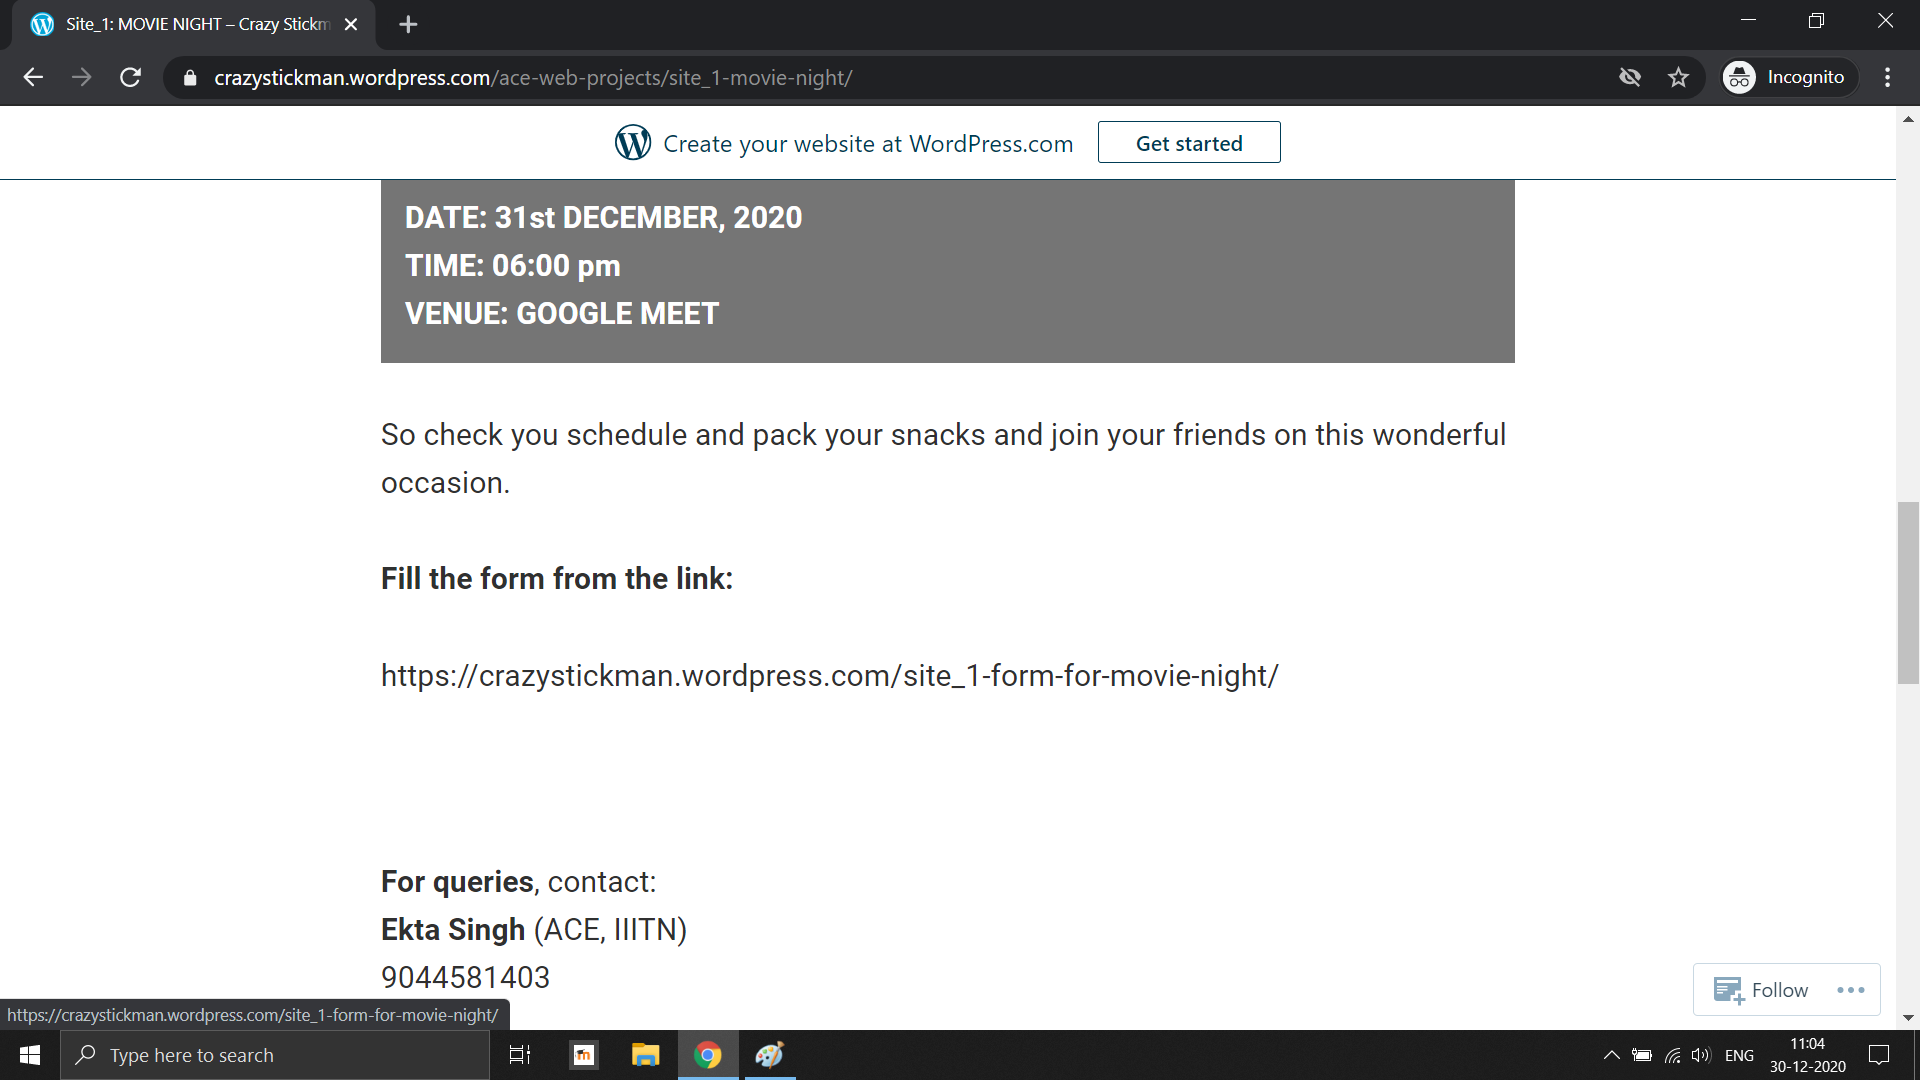 Site_1: MOVIE NIGHT – Crazy Stickm
crazystickman.wordpress.com/ace-web-projects/site_1-movie-night/
Incognito
Create your website at WordPress.com
Get started
DATE: 31st DECEMBER, 2020
TIME: 06:00 pm
VENUE: GOOGLE MEET
So check you schedule and pack your snacks and join your friends on this wonderful
occasion.
Fill the form from the link:
https://crazystickman.wordpress.com/site_1-form-for-movie-night/
For queries, contact:
Ekta Singh (ACE, IIITN)
9044581403
Follow
https://crazystickman.wordpress.com/site_1-form-for-movie-night/
Type here to search
ENG
11:04
30-12-2020